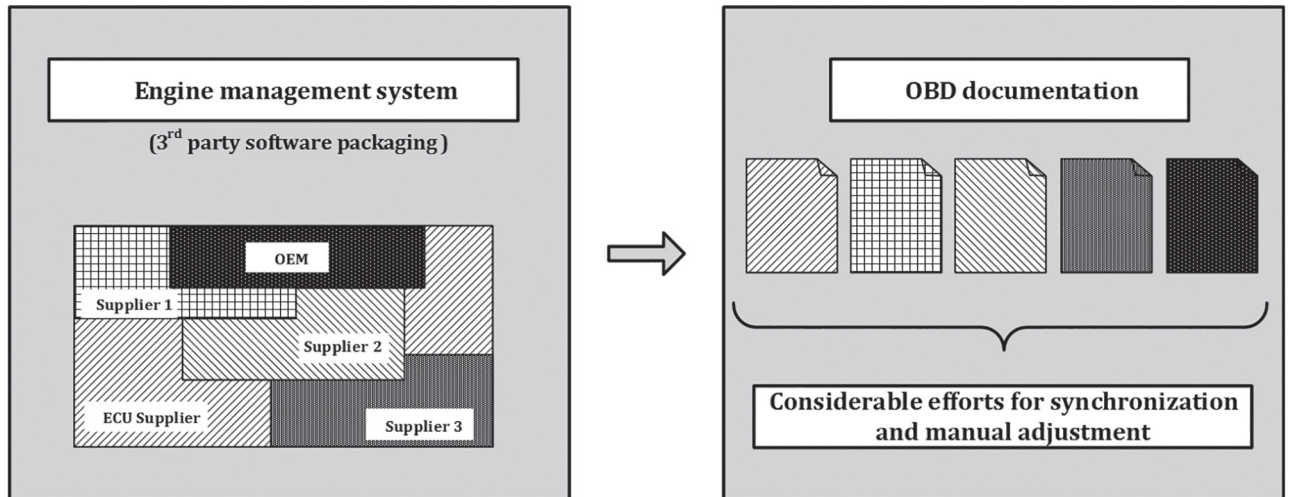 Engine management system
(3rd party software packaging)
OEM
Supplier 1
Supplier 2
ECU Supplier
Supplier 3
OBD documentation
Considerable efforts for synchronization
and manual adjustment